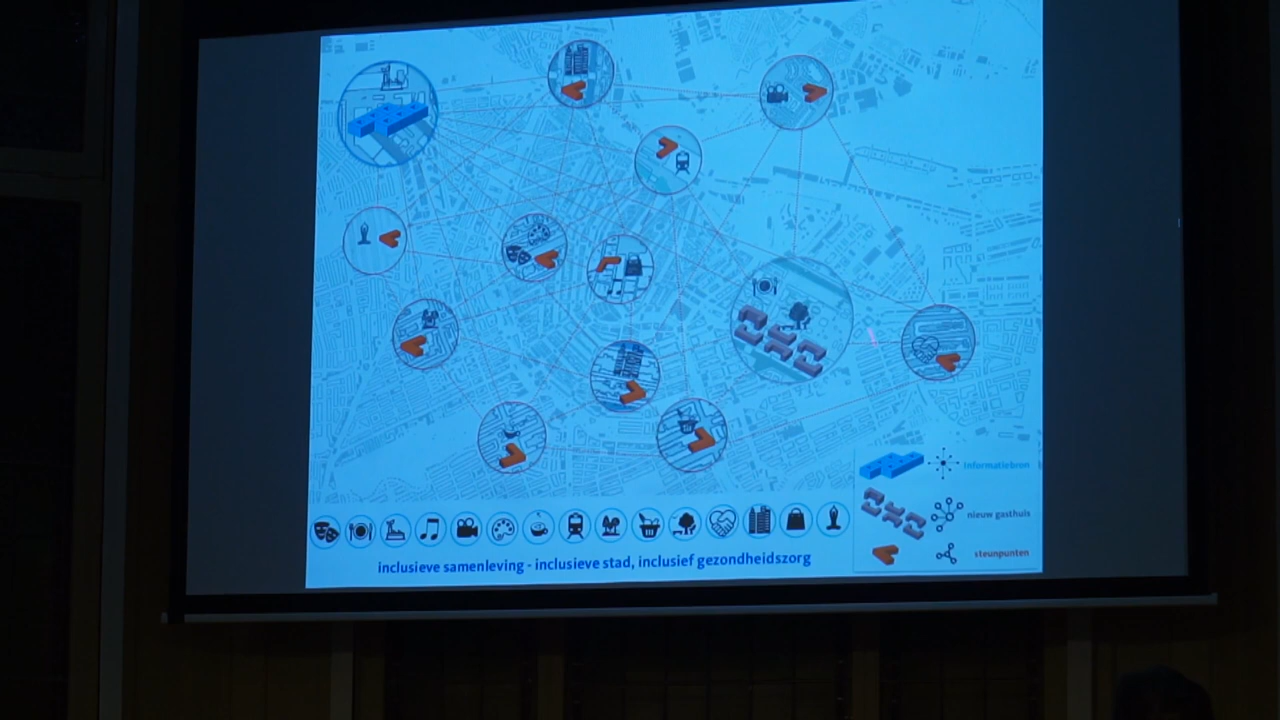 informatiebron
nieuw gasthuis
steunpunten
inclusieve samenleving - inclusieve stad, inclusief gezondheidszorg